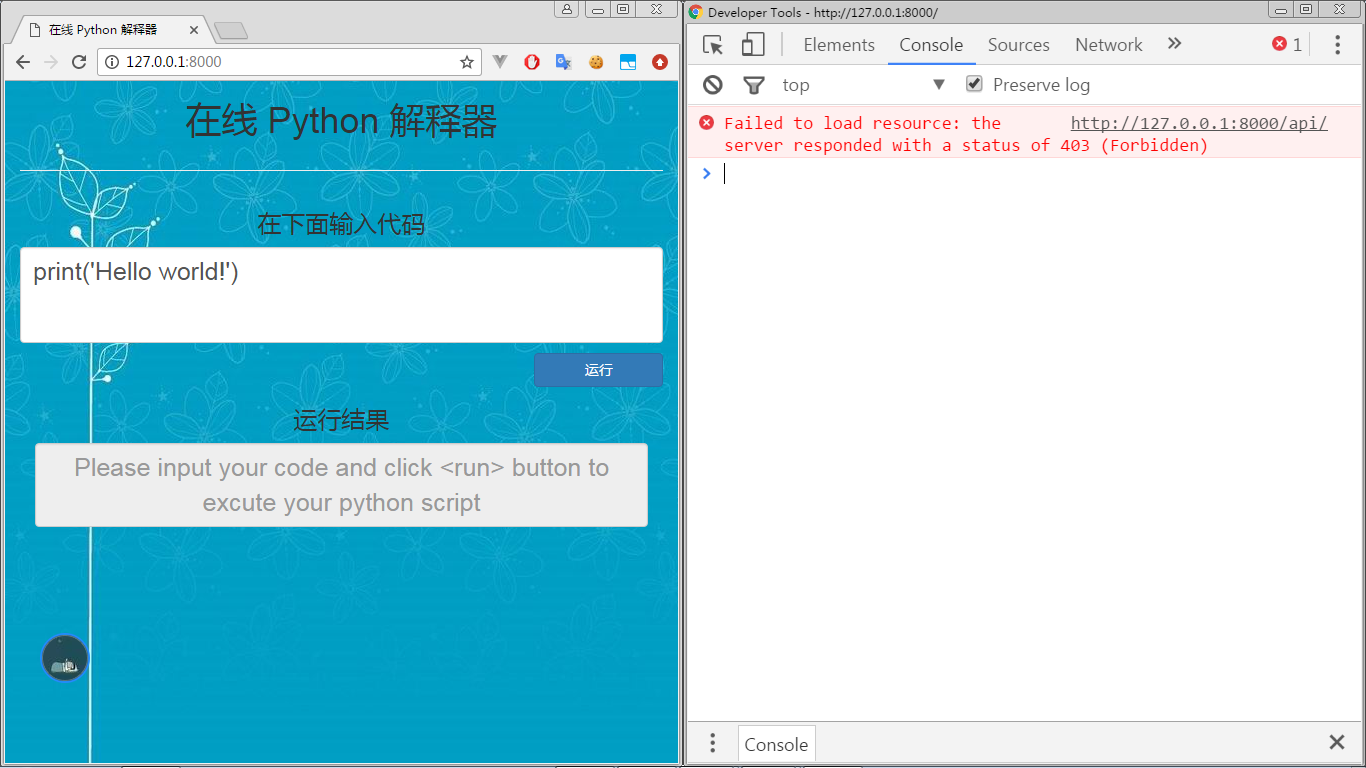 在线 Python 解释器
127.0.0.1:8000
在线 Python 解释器
在下面输入代码
print('Hello world!')
运行
运行结果
Please input your code and click <run> button to
excute your python script
Developer Tools - http://127.0.0.1:8000/
Elements Console Sources Network 1
top Preserve log
Failed to load resource: the http://127.0.0.1:8000/api/
server responded with a status of 403 (Forbidden)
Console